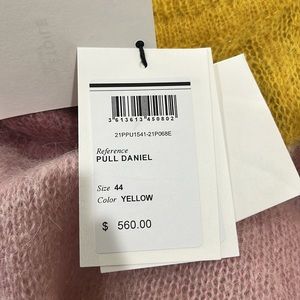 3 613613 450802
21PPU1541-21P068E
Reference
PULL DANIEL
Size 44
Color YELLOW
$ 560.00